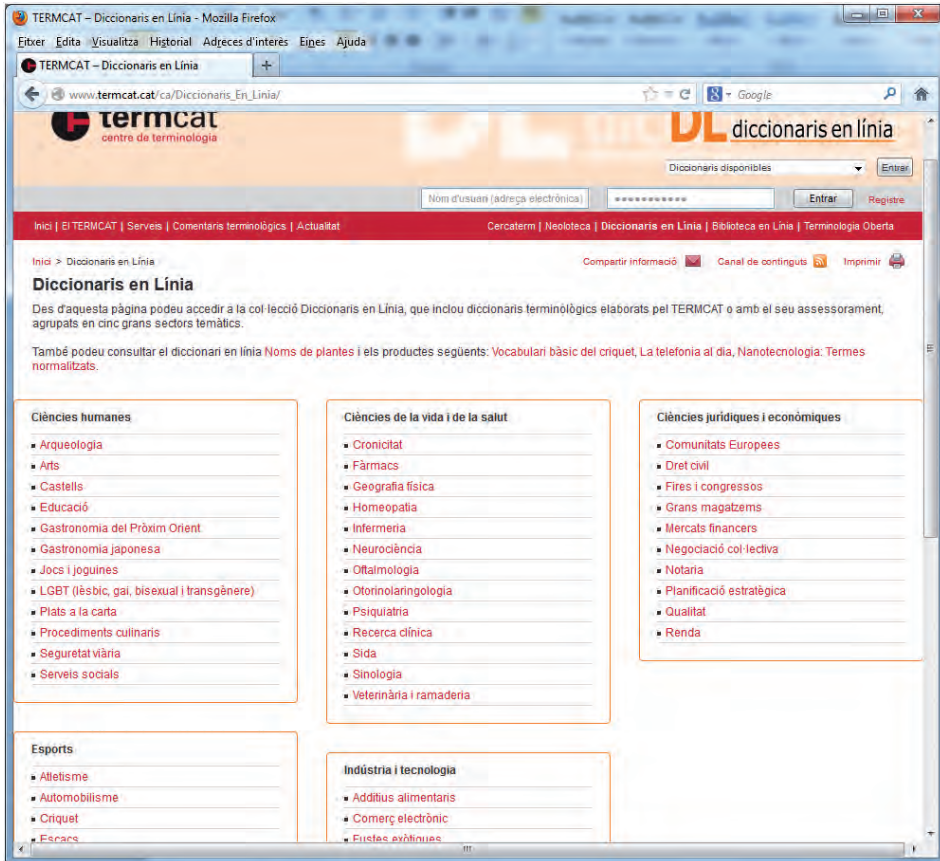 TERMCAT – Diccionaris en Línia - Mozilla Firefox
Fitxer Edita Visualitza Historial Adreces d'interès Eines Ajuda
TERMCAT – Diccionaris en Línia
www.termcat.cat/ca/Diccionaris_En_Linia/
Google
termcat
centre de terminologia
DL diccionaris en línia
Diccionaris disponibles
Entrar
Nom d'usuari (adreça electrònica)
Entrar
Registre
Inici | El TERMCAT | Serveis | Comentaris terminològics | Actualitat
Cercaterm | Neoloteca | Diccionaris en Línia | Biblioteca en Línia | Terminologia Oberta
Inici > Diccionaris en Línia
Compartir informació
Canal de continguts
Imprimir
Diccionaris en Línia
Des d'aquesta pàgina podeu accedir a la col·lecció Diccionaris en Línia, que inclou diccionaris terminològics elaborats pel TERMCAT o amb el seu assessorament,
agrupats en cinc grans sectors temàtics.
També podeu consultar el diccionari en línia Noms de plantes i els productes següents: Vocabulari bàsic del criquet, La telefonia al dia, Nanotecnologia: Termes
normalitzats.
Ciències humanes
Arqueologia
Arts
Castells
Educació
Gastronomia del Pròxim Orient
Gastronomia japonesa
Jocs i joguines
LGBT (lèsbic, gai, bisexual i transgènere)
Plats a la carta
Procediments culinaris
Seguretat viària
Serveis socials
Ciències de la vida i de la salut
Cronicitat
Fàrmacs
Geografia física
Homeopatia
Infermeria
Neurociència
Oftalmologia
Otorinolaringologia
Psiquiatria
Recerca clínica
Sida
Sinologia
Veterinària i ramaderia
Ciències jurídiques i econòmiques
Comunitats Europees
Dret civil
Fires i congressos
Grans magatzems
Mercats financers
Negociació col·lectiva
Notaria
Planificació estratègica
Qualitat
Renda
Esports
Atletisme
Automobilisme
Criquet
Escacs
Indústria i tecnologia
Additius alimentaris
Comerç electrònic
Fustes exòtiques